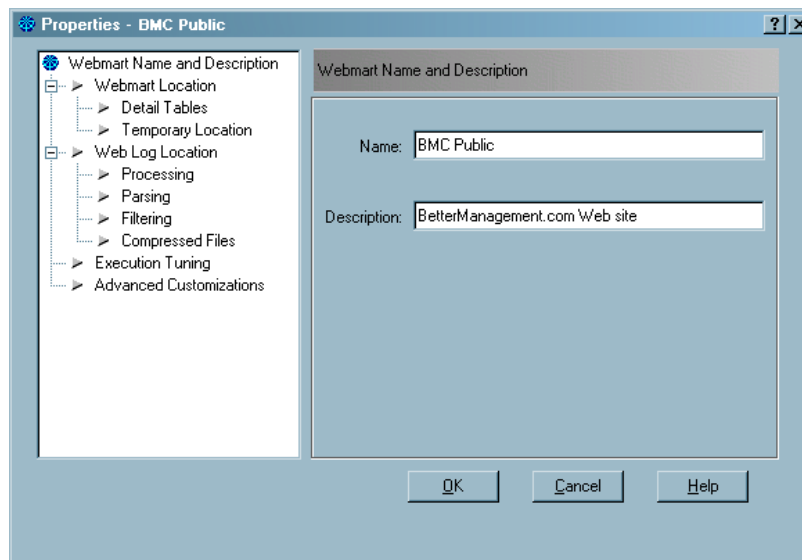 Properties - BMC Public
Webmart Name and Description
Webmart Location
Detail Tables
Temporary Location
Web Log Location
Processing
Parsing
Filtering
Compressed Files
Execution Tuning
Advanced Customizations
Webmart Name and Description
Name: BMC Public
Description: BetterManagement.com Web site
OK Cancel Help